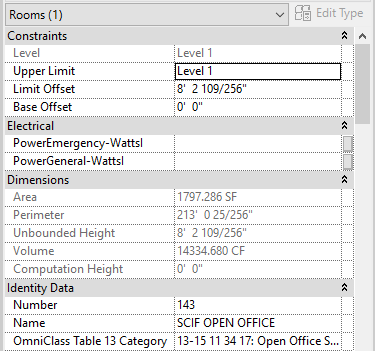 Rooms (1) Edit Type
Constraints
Level Level 1
Upper Limit Level 1
Limit Offset 8'  2 109/256"
Base Offset 0'  0"
Electrical
PowerEmergency-Wattsl
PowerGeneral-Wattsl
Dimensions
Area 1797.286 SF
Perimeter 213'  0 25/256"
Unbounded Height 8'  2 109/256"
Volume 14334.680 CF
Computation Height 0'  0"
Identity Data
Number 143
Name SCIF OPEN OFFICE
OmniClass Table 13 Category 13-15 11 34 17: Open Office S...